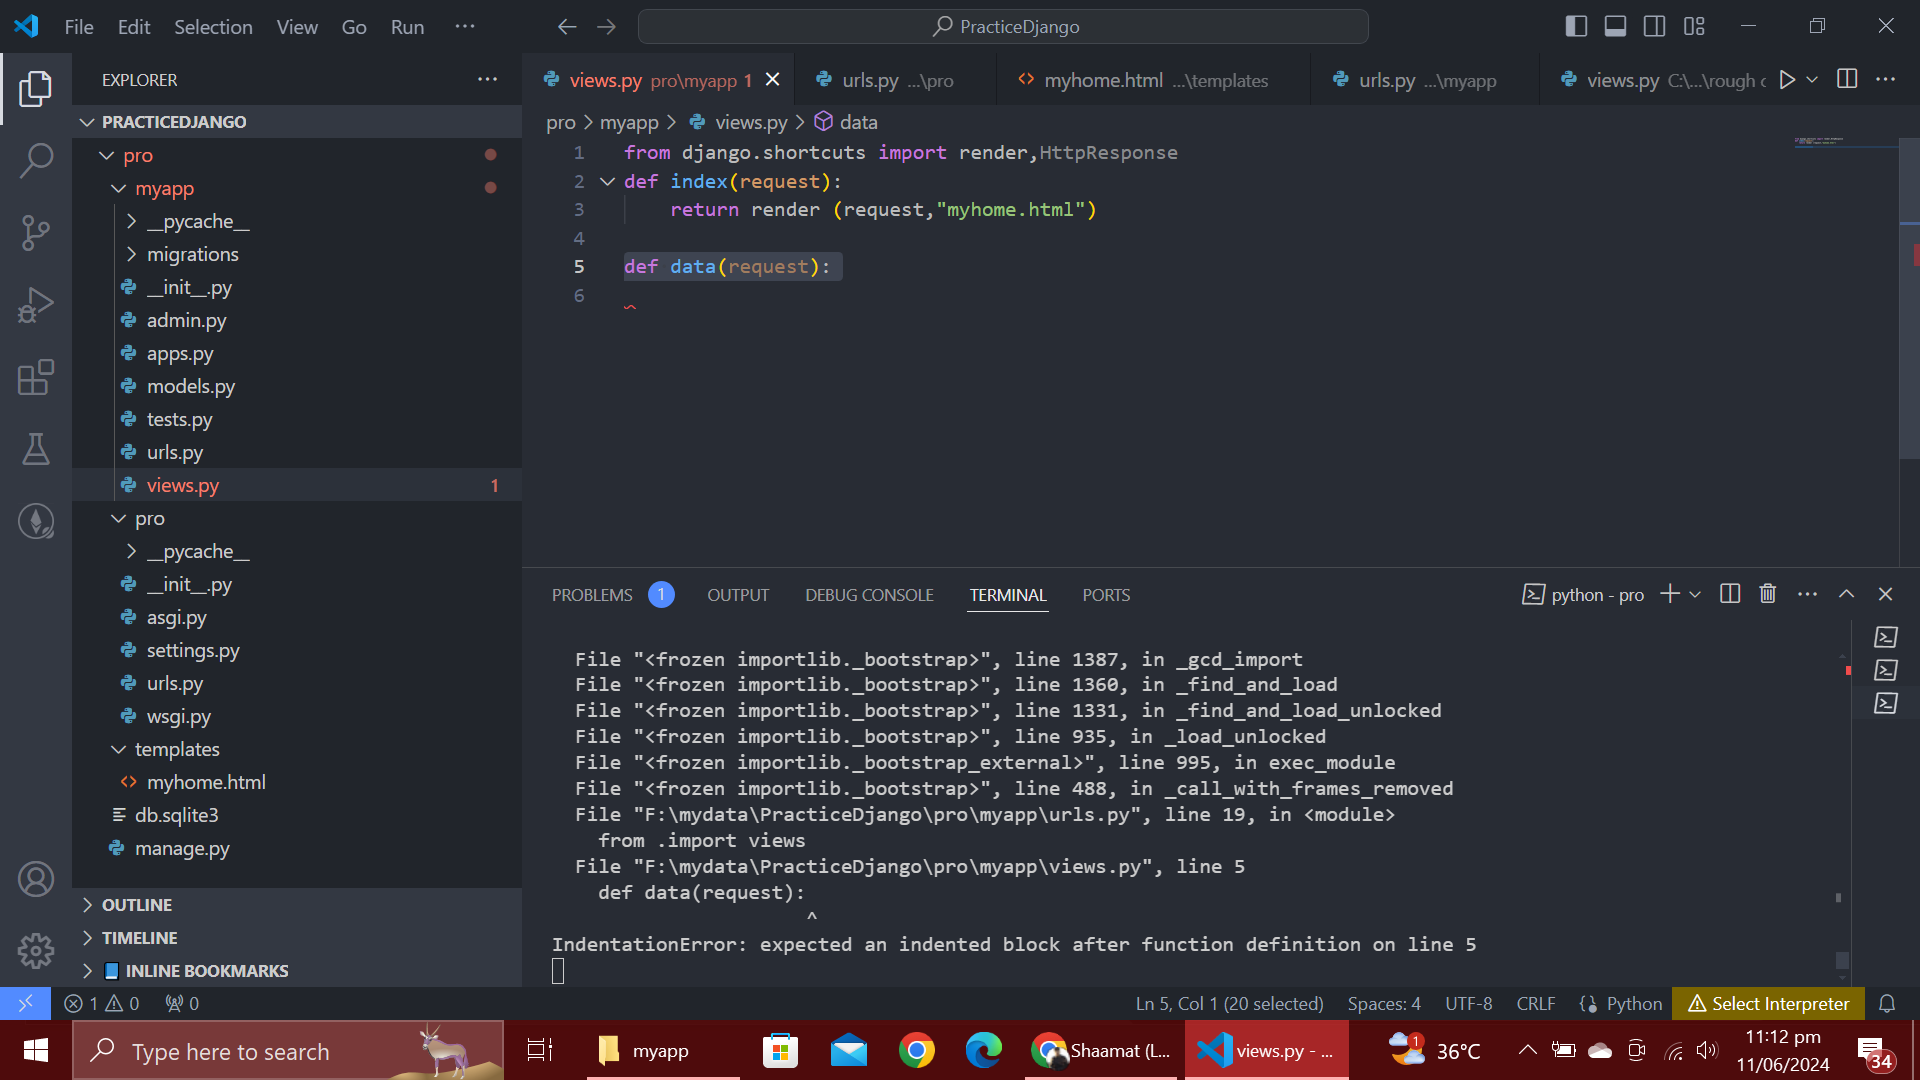 File Edit Selection View Go Run ···
PracticeDjango
EXPLORER ···
PRACTICEDJANGO
pro
myapp
__pycache__
migrations
__init__.py
admin.py
apps.py
models.py
tests.py
urls.py
views.py 1
pro
__pycache__
__init__.py
asgi.py
settings.py
urls.py
wsgi.py
templates
<> myhome.html
db.sqlite3
manage.py
OUTLINE
TIMELINE
INLINE BOOKMARKS
views.py pro\myapp 1 urls.py ...\pro <> myhome.html ...\templates urls.py ...\myapp views.py C:\...\rough
pro > myapp > views.py > data
1 from django.shortcuts import render,HttpResponse
2 def index(request):
3 return render (request,"myhome.html")
4
5 def data(request):
6
PROBLEMS 1 OUTPUT DEBUG CONSOLE TERMINAL PORTS
python - pro
File "<frozen importlib._bootstrap>", line 1387, in _gcd_import
File "<frozen importlib._bootstrap>", line 1360, in _find_and_load
File "<frozen importlib._bootstrap>", line 1331, in _find_and_load_unlocked
File "<frozen importlib._bootstrap>", line 935, in _load_unlocked
File "<frozen importlib._bootstrap_external>", line 995, in exec_module
File "<frozen importlib._bootstrap>", line 488, in _call_with_frames_removed
File "F:\mydata\PracticeDjango\pro\myapp\urls.py", line 19, in <module>
from .import views
File "F:\mydata\PracticeDjango\pro\myapp\views.py", line 5
def data(request):
^
IndentationError: expected an indented block after function definition on line 5
1 0 0
Ln 5, Col 1 (20 selected) Spaces: 4 UTF-8 CRLF {} Python Select Interpreter
Type here to search
myapp
Shaamat (L...
views.py - ...
1 36°C
11:12 pm
11/06/2024
34